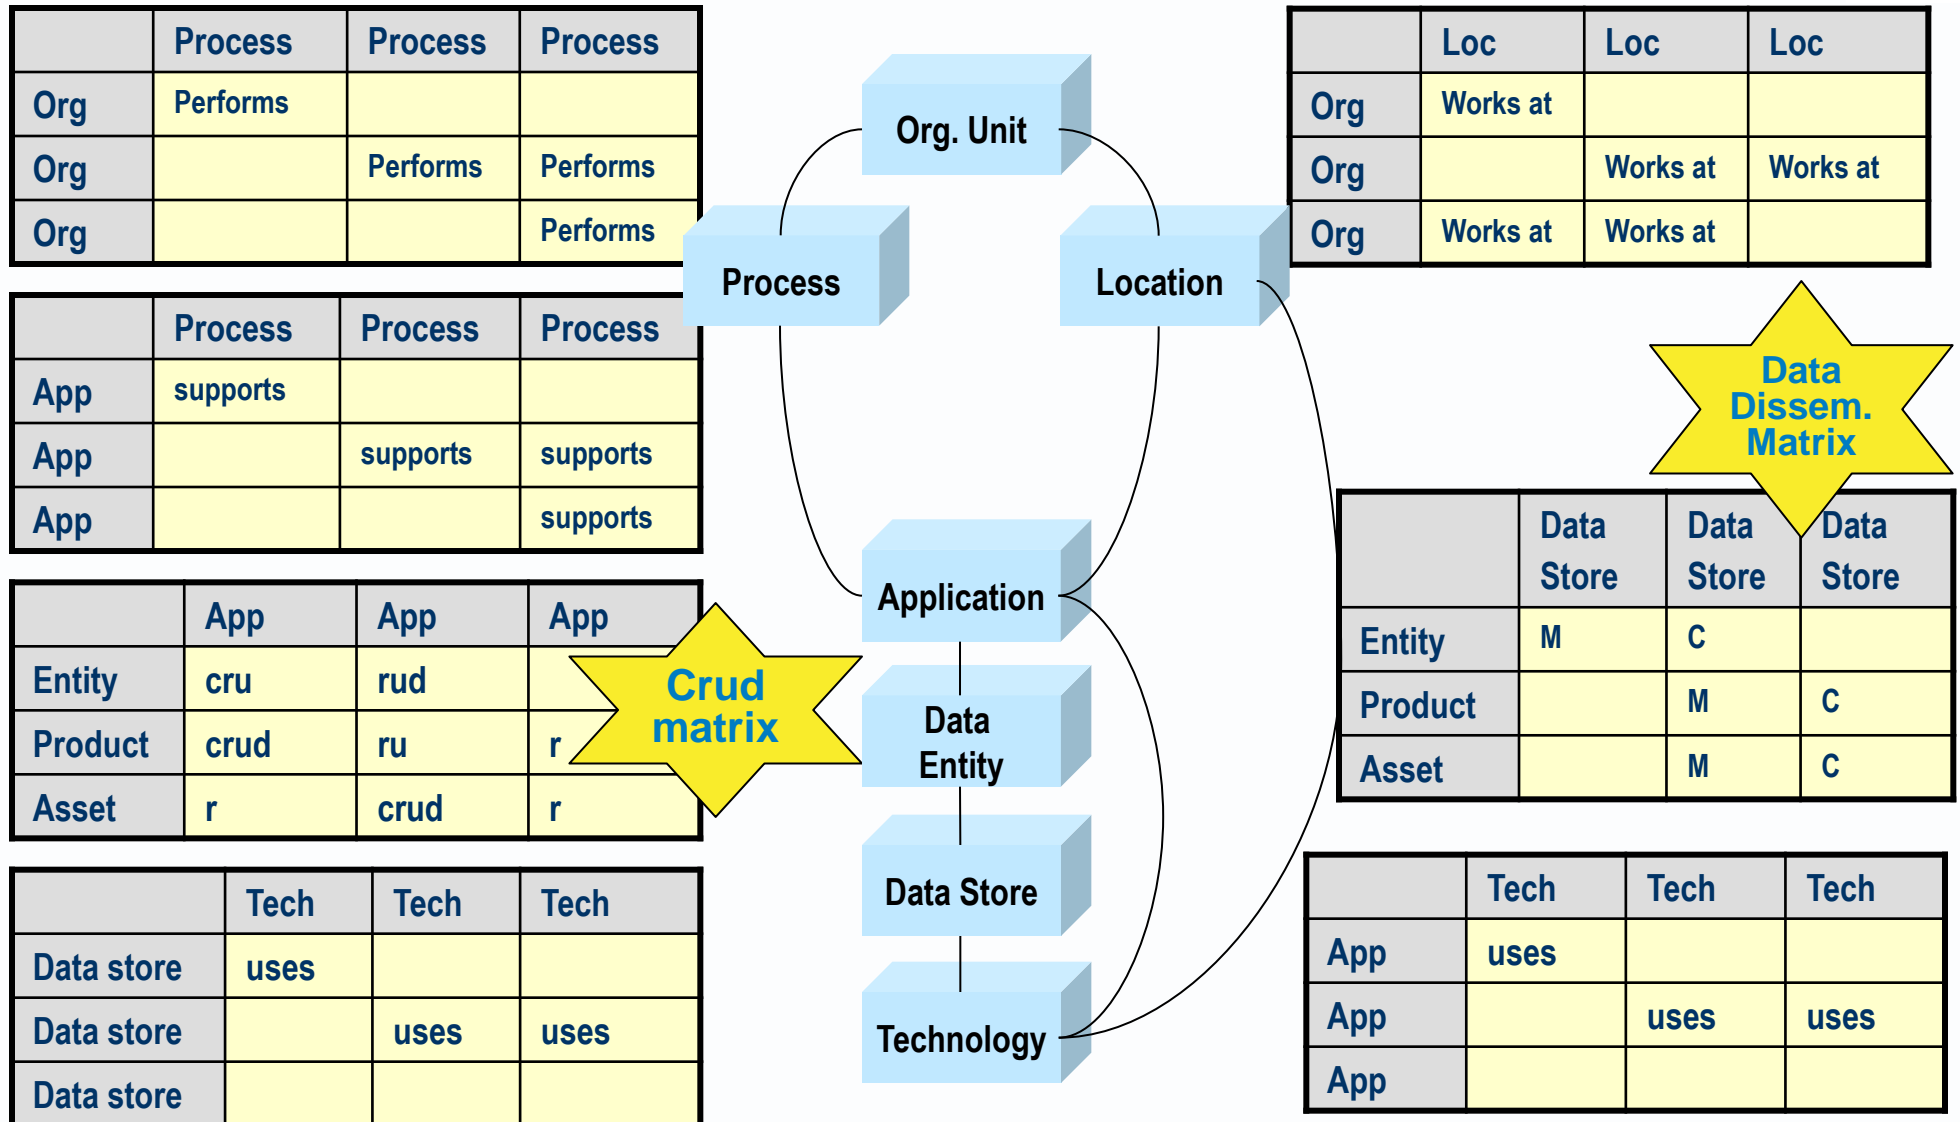 Process Process Process
Org Performs
Org Performs Performs
Org Performs
Process Process Process
App supports
App supports supports
App supports
App App App
Entity cru rud
Product crud ru r
Asset r crud r
Crud
matrix
Tech Tech Tech
Data store uses
Data store uses uses
Data store
Org. Unit
Process
Location
Application
Data
Entity
Data Store
Technology
Loc Loc Loc
Org Works at
Org Works at Works at
Org Works at Works at
Data
Dissem.
Matrix
Data Data Data
Store Store Store
Entity M C
Product M C
Asset M C
Tech Tech Tech
App uses
App uses uses
App